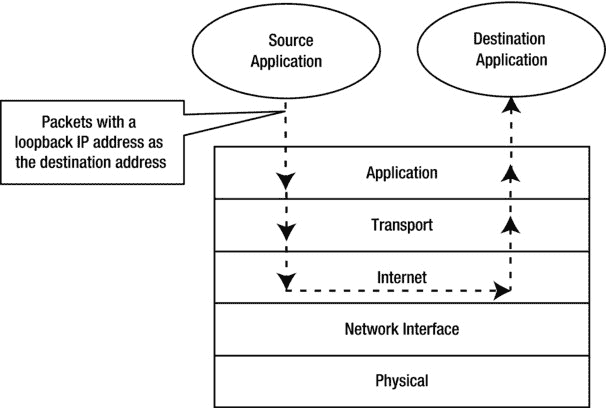 Source
Application
Destination
Application
Packets with a
loopback IP address as
the destination address
Application
Transport
Internet
Network Interface
Physical